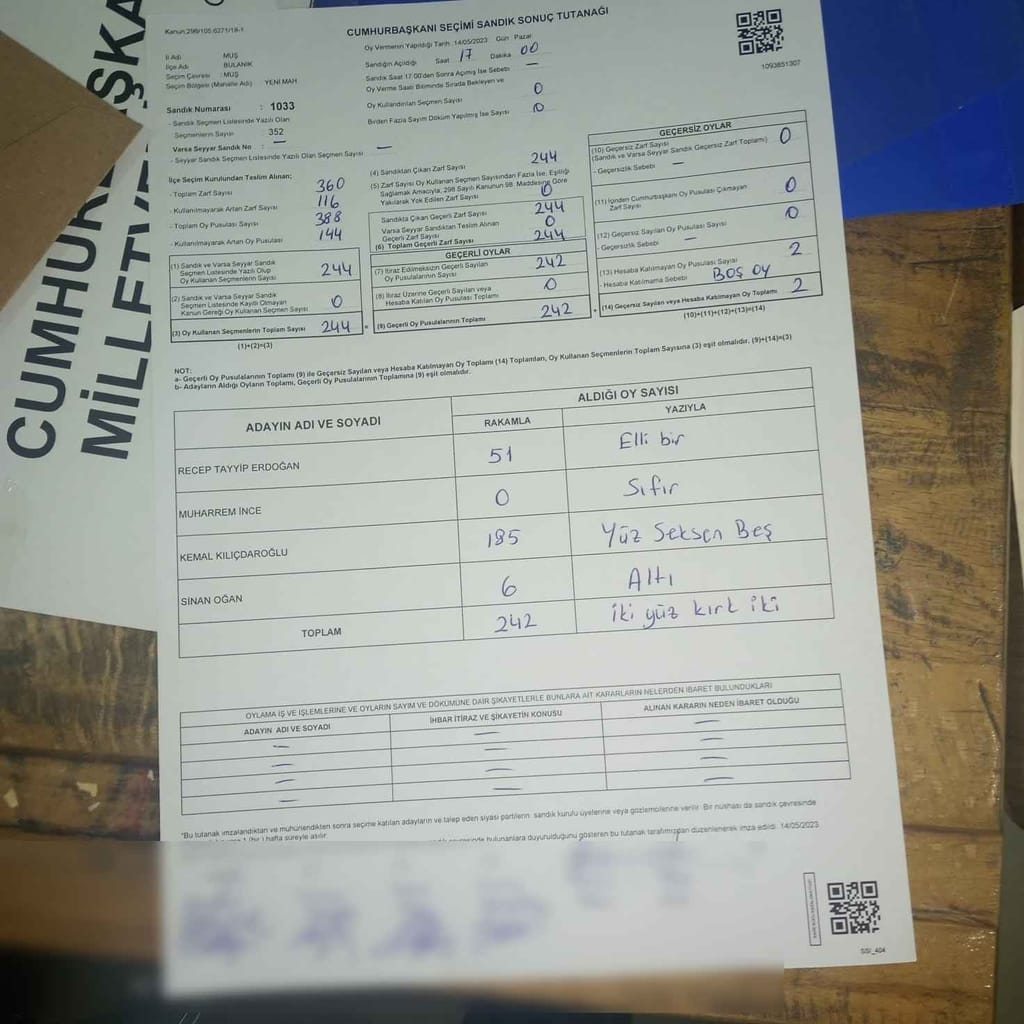 CUMHURBAŞKANI SEÇİMİ SANDIK SONUÇ TUTANAĞI
Kanun:298/105,6271/18-1
İl Adı : MUŞ
İlçe Adı : BULANIK
Seçim Çevresi : MUŞ
Seçim Bölgesi (Mahalle Adı) YENİ MAH
Sandık Numarası : 1033
- Sandık Seçmen Listesinde Yazılı Olan
Seçmenlerin Sayısı 352
Varsa Seyyar Sandık No : —
- Seyyar Sandık Seçmen Listesinde Yazılı Olan Seçmen Sayısı —
Oy Vermenin Yapıldığı Tarih :14/05/2023 Gün : Pazar
Sandığın Açıldığı Saat 17 Dakika 00
Sandık Saat 17:00'den Sonra Açılmış İse Sebebi —
Oy Verme Saati Bitiminde Sırada Bekleyen ve
Oy Kullandırılan Seçmen Sayısı 0
Birden Fazla Sayım Döküm Yapılmış İse Sayısı 0
1093851307
İlçe Seçim Kurulundan Teslim Alınan;
- Toplam Zarf Sayısı 360
- Kullanılmayarak Artan Zarf Sayısı 116
- Toplam Oy Pusulası Sayısı 388
- Kullanılmayarak Artan Oy Pusulası 144
(1) Sandık ve Varsa Seyyar Sandık
Seçmen Listesinde Yazılı Olup
Oy Kullanan Seçmenlerin Sayısı 244
(2) Sandık ve Varsa Seyyar Sandık
Seçmen Listesinde Kayıtlı Olmayan
Kanun Gereği Oy Kullanan Seçmen Sayısı 0
(3) Oy Kullanan Seçmenlerin Toplam Sayısı 244
(1)+(2)=(3)
(4) Sandıktan Çıkan Zarf Sayısı 244
(5) Zarf Sayısı Oy Kullanan Seçmen Sayısından Fazla İse, Eşitliği
Sağlamak Amacıyla, 298 Sayılı Kanunun 98. Maddesine Göre
Yakılarak Yok Edilen Zarf Sayısı 0
Sandıkta Çıkan Geçerli Zarf Sayısı 244
Varsa Seyyar Sandıktan Teslim Alınan
Geçerli Zarf Sayısı 0
(6) Toplam Geçerli Zarf Sayısı 244
GEÇERLİ OYLAR
(7) İtiraz Edilmeksizin Geçerli Sayılan
Oy Pusulalarının Sayısı 242
(8) İtiraz Üzerine Geçerli Sayılan veya
Hesaba Katılan Oy Pusulası Toplamı 0
= (9) Geçerli Oy Pusulalarının Toplamı 242
GEÇERSİZ OYLAR
(10) Geçersiz Zarf Sayısı
(Sandık ve Varsa Seyyar Sandık Geçersiz Zarf Toplamı) 0
- Geçersizlik Sebebi —
(11) İçinden Cumhurbaşkanı Oy Pusulası Çıkmayan
Zarf Sayısı 0
(12) Geçersiz Sayılan Oy Pusulası Sayısı 0
- Geçersizlik Sebebi —
(13) Hesaba Katılmayan Oy Pusulası Sayısı 2
- Hesaba Katılmama Sebebi BOŞ OY
+ (14) Geçersiz Sayılan veya Hesaba Katılmayan Oy Toplamı 2
(10)+(11)+(12)+(13)=(14)
NOT:
a- Geçerli Oy Pusulalarının Toplamı (9) ile Geçersiz Sayılan veya Hesaba Katılmayan Oy Toplamı (14) Toplamları, Oy Kullanan Seçmenlerin Toplam Sayısına (3) eşit olmalıdır. (9)+(14)=(3)
b- Adayların Aldığı Oyların Toplamı, Geçerli Oy Pusulalarının Toplamına (9) eşit olmalıdır.
ADAYIN ADI VE SOYADI ALDIĞI OY SAYISI
RAKAMLA YAZIYLA
RECEP TAYYİP ERDOĞAN 51 Elli bir
MUHARREM İNCE 0 Sıfır
KEMAL KILIÇDAROĞLU 185 Yüz Seksen Beş
SİNAN OĞAN 6 Altı
TOPLAM 242 iki yüz kırk iki
OYLAMA İŞ VE İŞLEMLERİNE VE OYLARIN SAYIM VE DÖKÜMÜNE DAİR ŞİKAYETLERLE BUNLARA AİT KARARLARIN NELERDEN İBARET BULUNDUKLARI
ADAYIN ADI VE SOYADI İHBAR İTİRAZ VE ŞİKAYETİN KONUSU ALINAN KARARIN NEDEN İBARET OLDUĞU
— — —
— — —
— — —
— — —
*Bu tutanak imzalandıktan ve mühürlendikten sonra seçime katılan adayların ve talep eden siyasi partilerin sandık kurulu üyelerine veya gözlemcilerine verilir. Bir nüshası da sandık çevresinde
1 (bir) hafta süreyle asılır.
bulunanlara duyurulduğunu gösteren bu tutanak tarafımızdan düzenlenerek imza edildi. 14/05/2023
SSİ_404
CUMHURBAŞKA
MİLLETVE